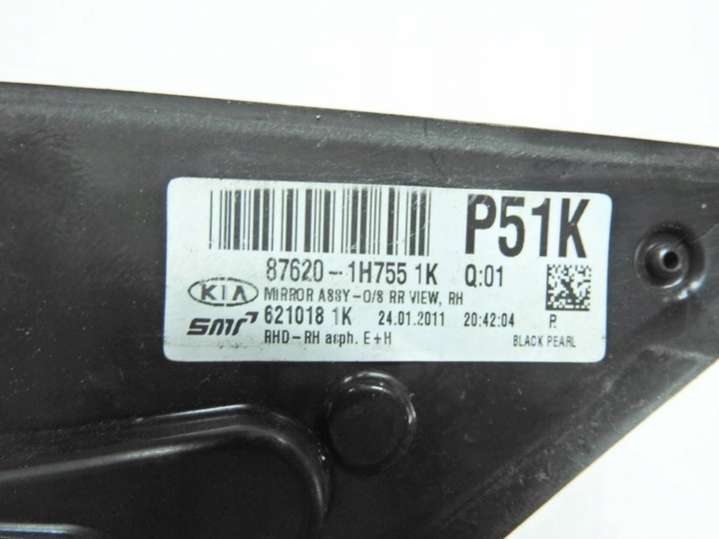 P51K
87620-1H755 1K Q:01
KIA MIRROR ASSY-O/S RR VIEW, RH
smr 621018 1K 24.01.2011 20:42:04 P.
RHD-RH asph. E+H BLACK PEARL